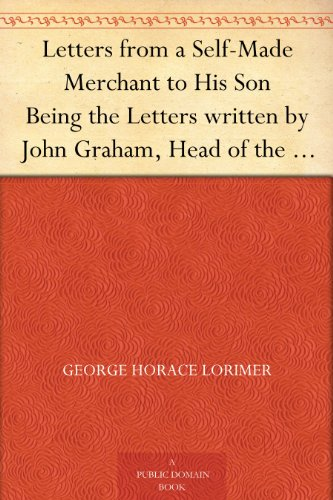 Letters from a Self-Made
Merchant to His Son
Being the Letters written by
John Graham, Head of the ...
GEORGE HORACE LORIMER
A
PUBLIC DOMAIN
BOOK